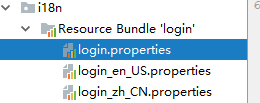 i18n
Resource Bundle 'login'
login.properties
login_en_US.properties
login_zh_CN.properties